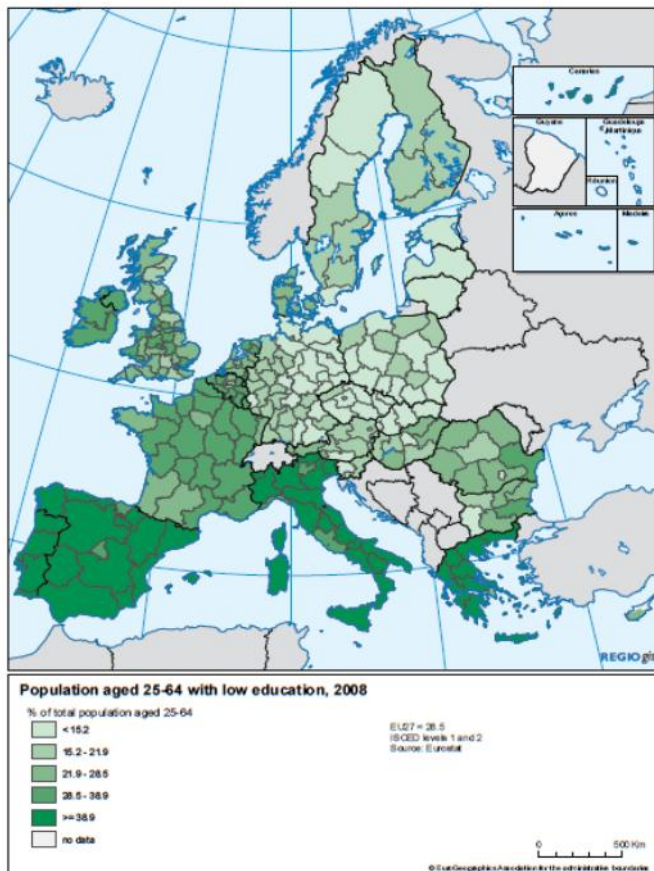 Canarias
Guyane
Guadeloupe
Martinique
Réunion
Açores
Madeira
Population aged 25-64 with low education, 2008
% of total population aged 25-64
< 15.2
15.2 - 21.9
21.9 - 28.5
28.5 - 38.9
>= 38.9
no data
EU27 = 28.5
ISCED levels 1 and 2
Source: Eurostat
0
500 Km
© EuroGeographics Association for the administrative boundaries